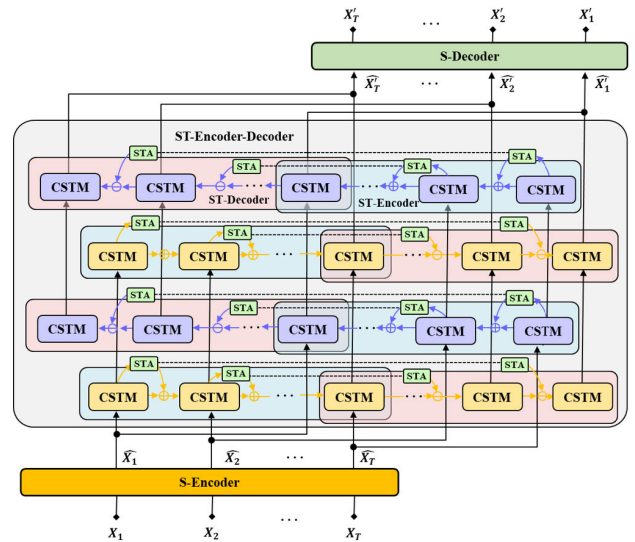 X′_T ... X′_2 X′_1
S-Decoder
X̂′_T ... X̂′_2 X̂′_1
ST-Encoder-Decoder
STA STA
STA STA
CSTM CSTM ... CSTM ... CSTM CSTM
ST-Decoder ST-Encoder
STA STA
STA STA
CSTM CSTM ... CSTM ... CSTM CSTM
STA STA
STA STA
CSTM CSTM ... CSTM ... CSTM CSTM
STA STA
STA STA
CSTM CSTM ... CSTM ... CSTM CSTM
X̂_1 X̂_2 ... X̂_T
S-Encoder
X_1 X_2 ... X_T